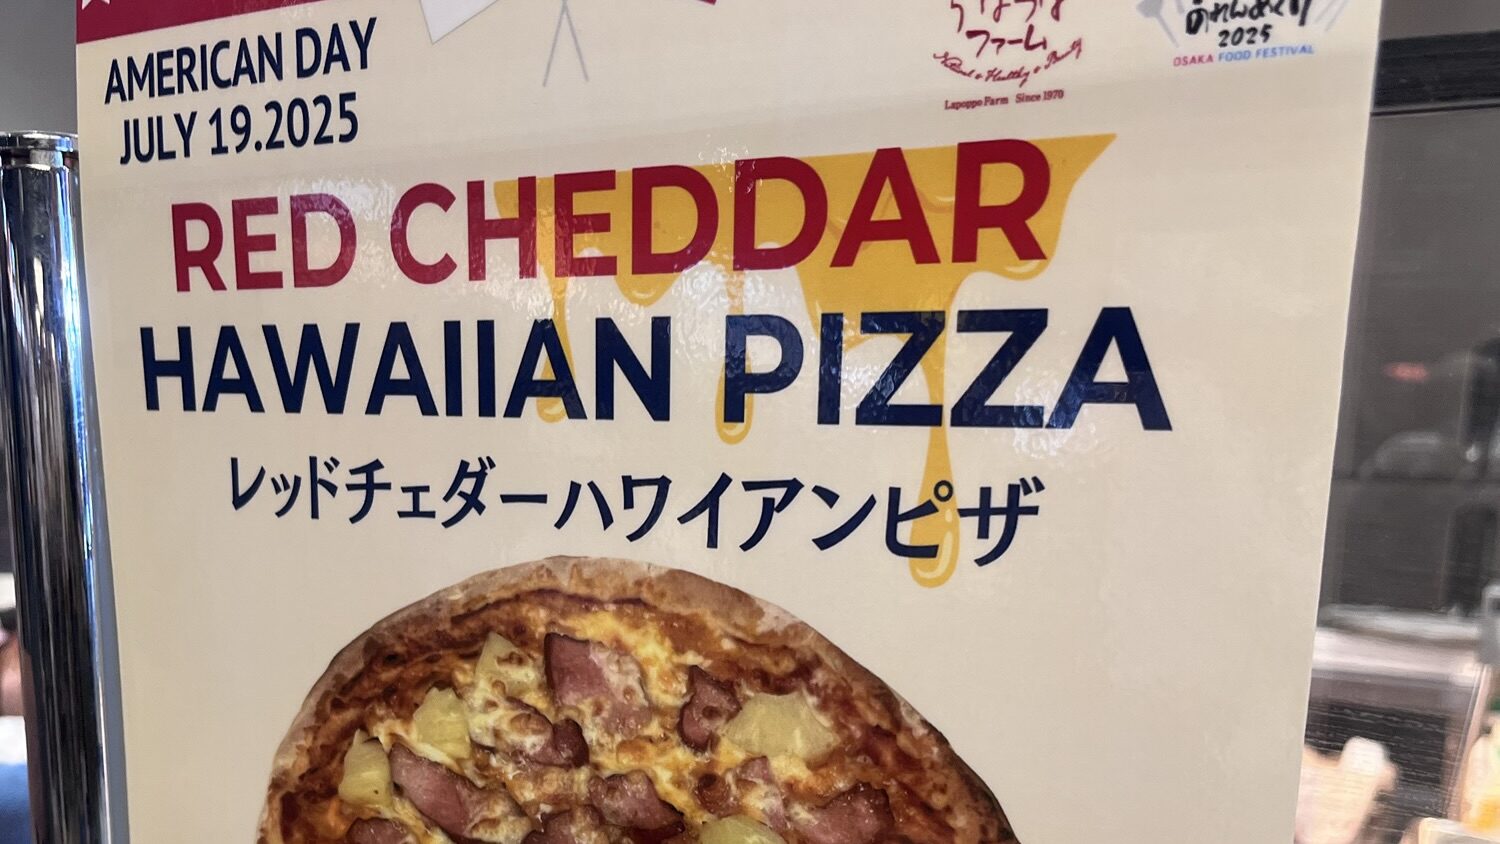 AMERICAN DAY
JULY 19.2025
ファーム
Lapoppo Farm Since 1970
2025
OSAKA FOOD FESTIVAL
RED CHEDDAR
HAWAIIAN PIZZA
レッドチェダーハワイアンピザ